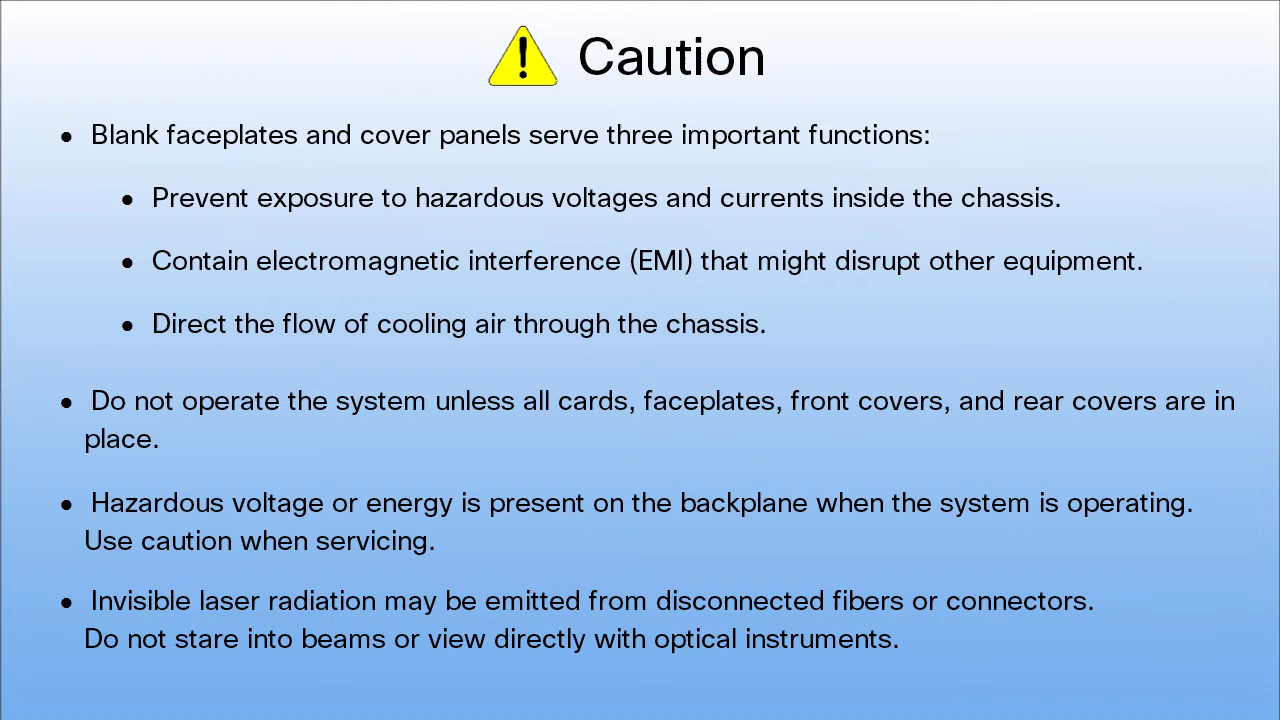 Caution
• Blank faceplates and cover panels serve three important functions:
• Prevent exposure to hazardous voltages and currents inside the chassis.
• Contain electromagnetic interference (EMI) that might disrupt other equipment.
• Direct the flow of cooling air through the chassis.
• Do not operate the system unless all cards, faceplates, front covers, and rear covers are in
place.
• Hazardous voltage or energy is present on the backplane when the system is operating.
Use caution when servicing.
• Invisible laser radiation may be emitted from disconnected fibers or connectors.
Do not stare into beams or view directly with optical instruments.